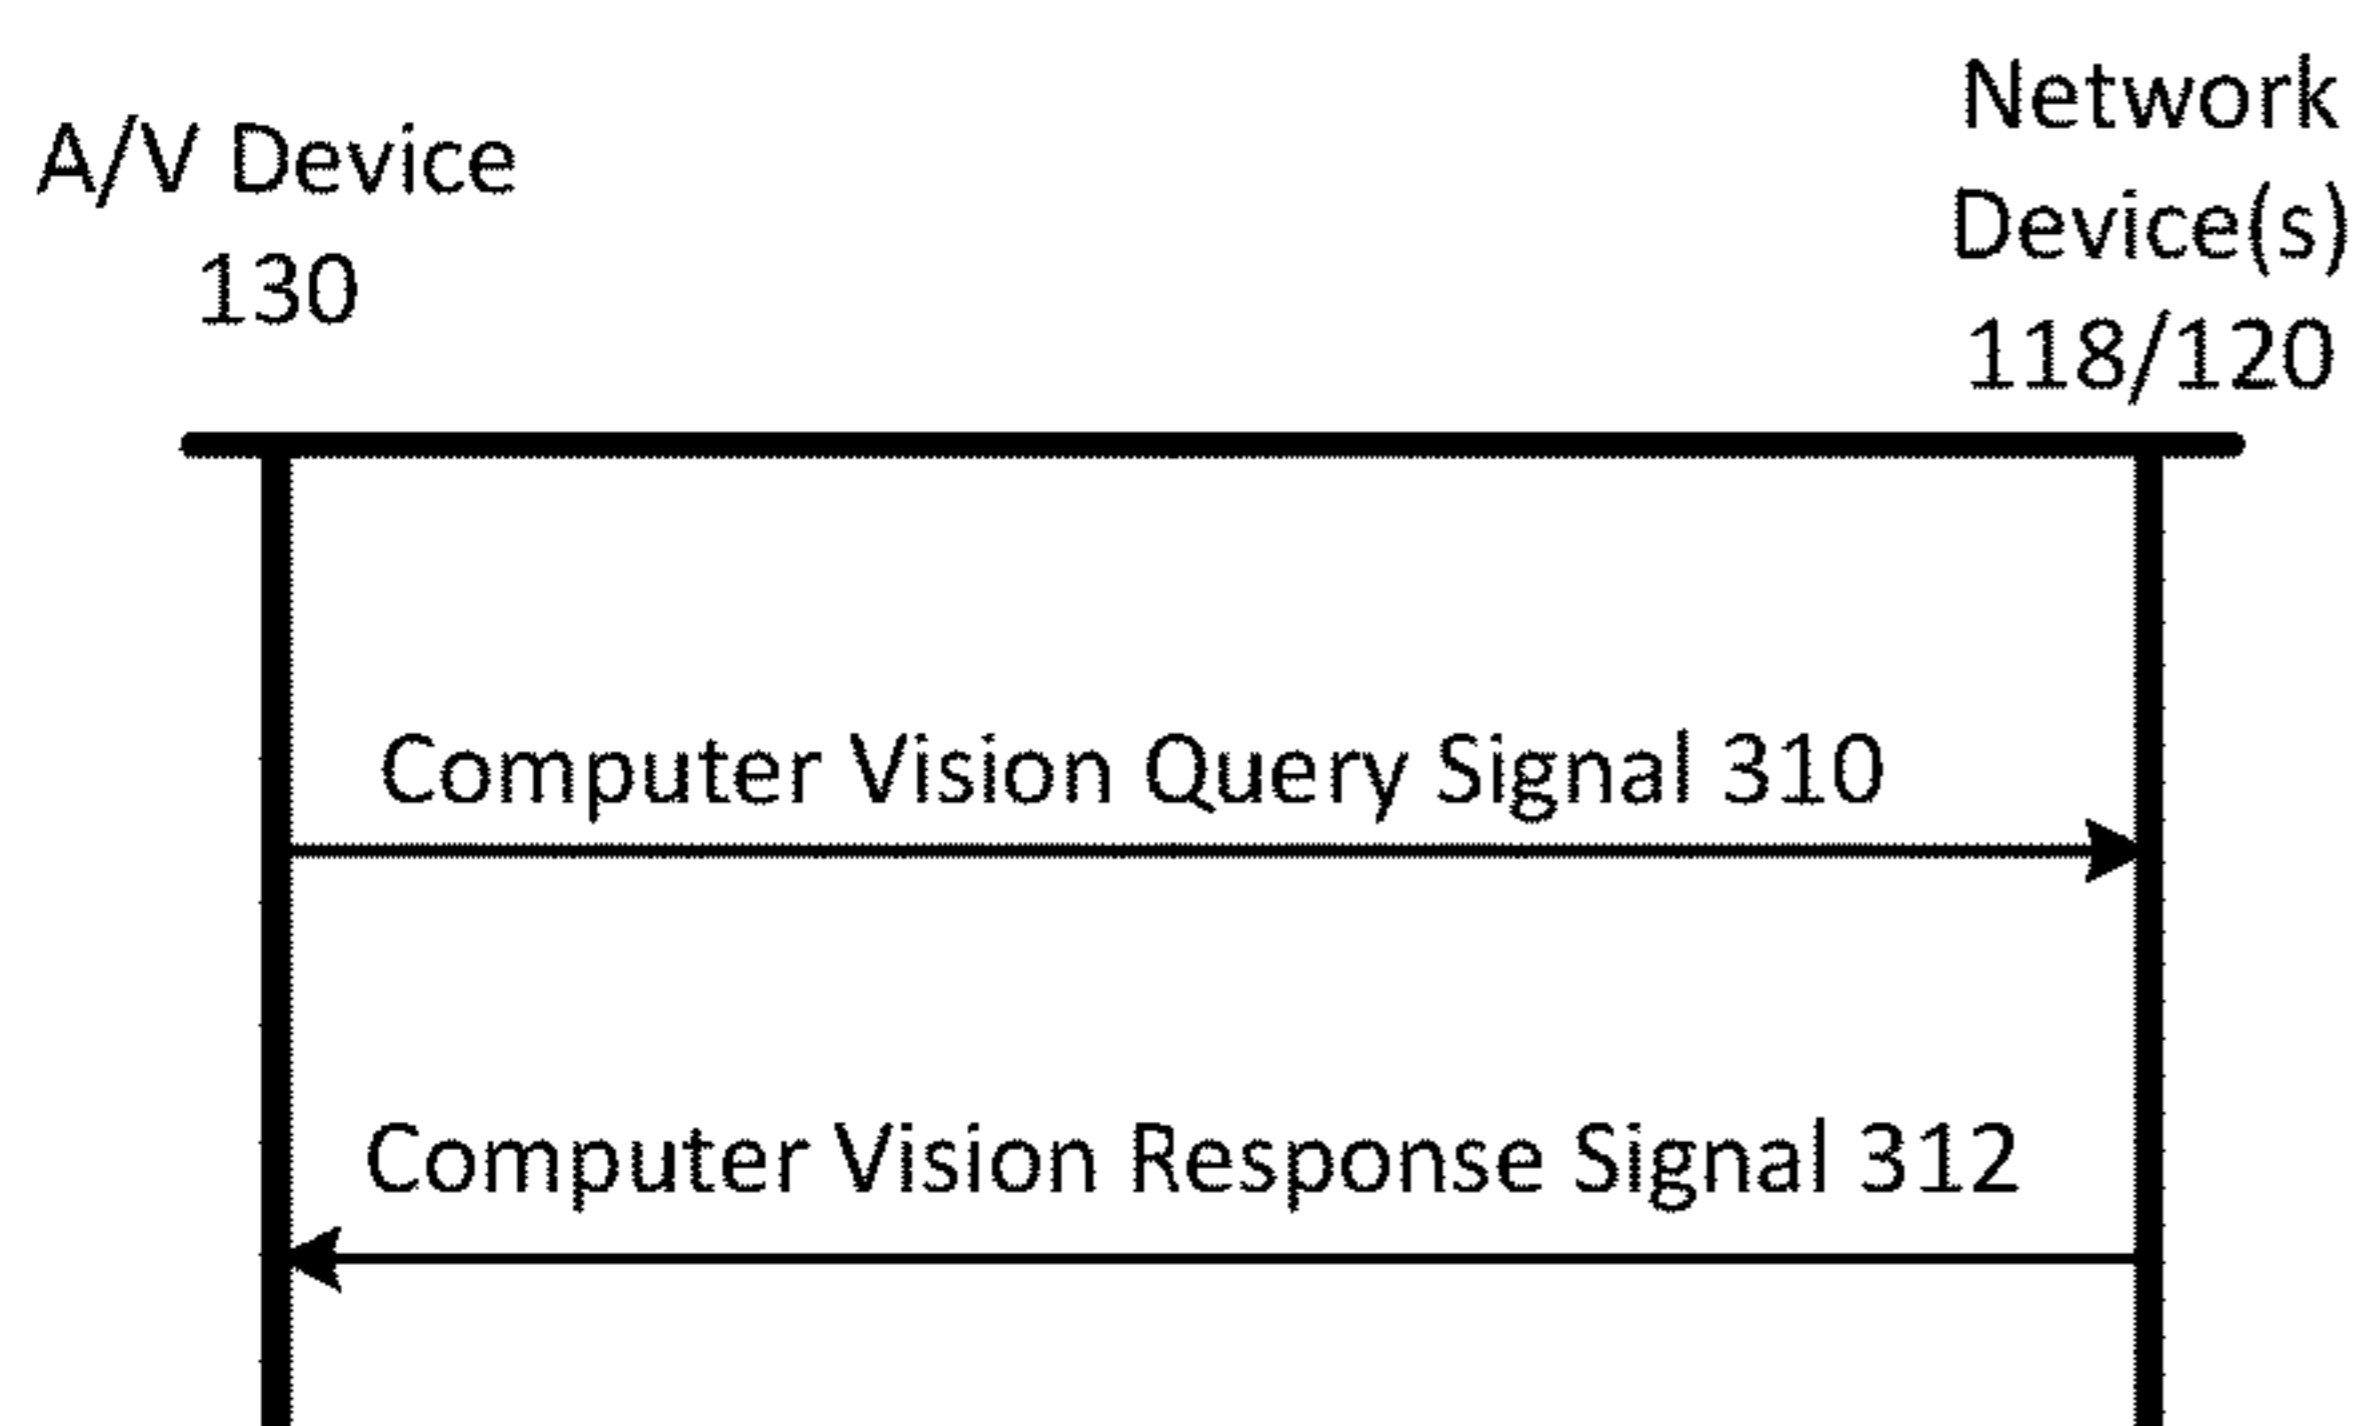 A/V Device
130
Network
Device(s)
118/120
Computer Vision Query Signal 310
Computer Vision Response Signal 312